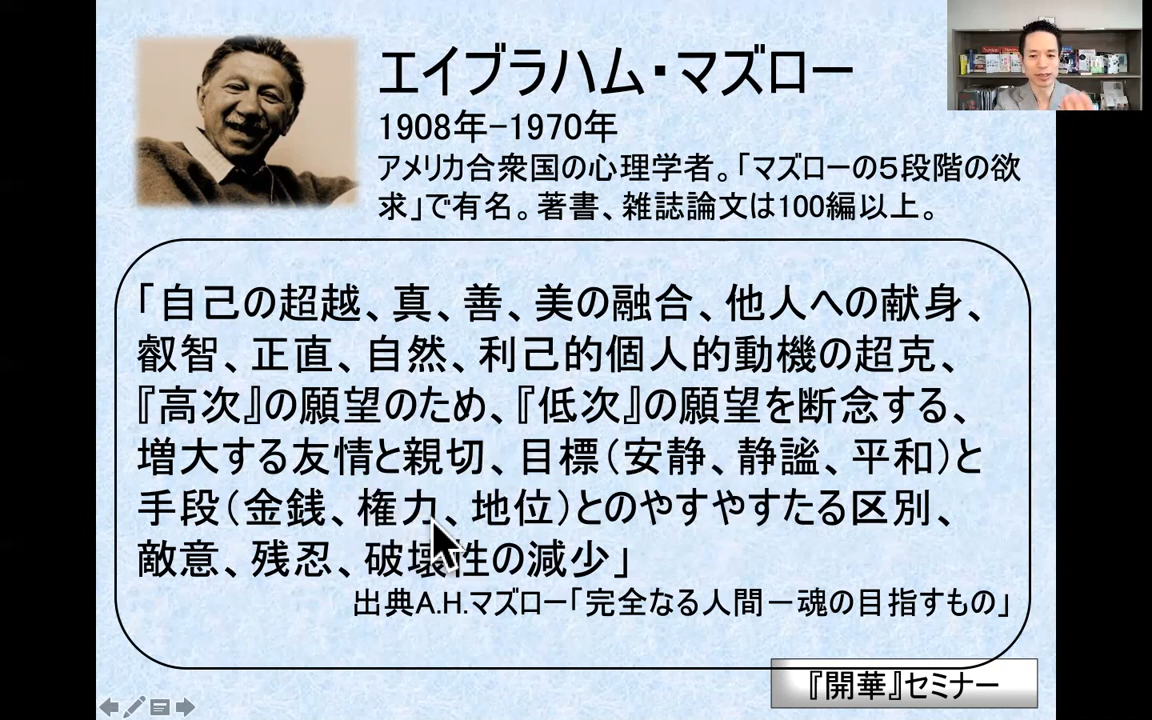 エイブラハム・マズロー
1908年-1970年
アメリカ合衆国の心理学者。「マズローの5段階の欲
求」で有名。著書、雑誌論文は100編以上。
「自己の超越、真、善、美の融合、他人への献身、
叡智、正直、自然、利己的個人的動機の超克、
『高次』の願望のため、『低次』の願望を断念する、
増大する友情と親切、目標(安静、静謐、平和)と
手段(金銭、権力、地位)とのやすやすたる区別、
敵意、残忍、破壊性の減少」
出典A.H.マズロー「完全なる人間ー魂の目指すもの」
『開華』セミナー